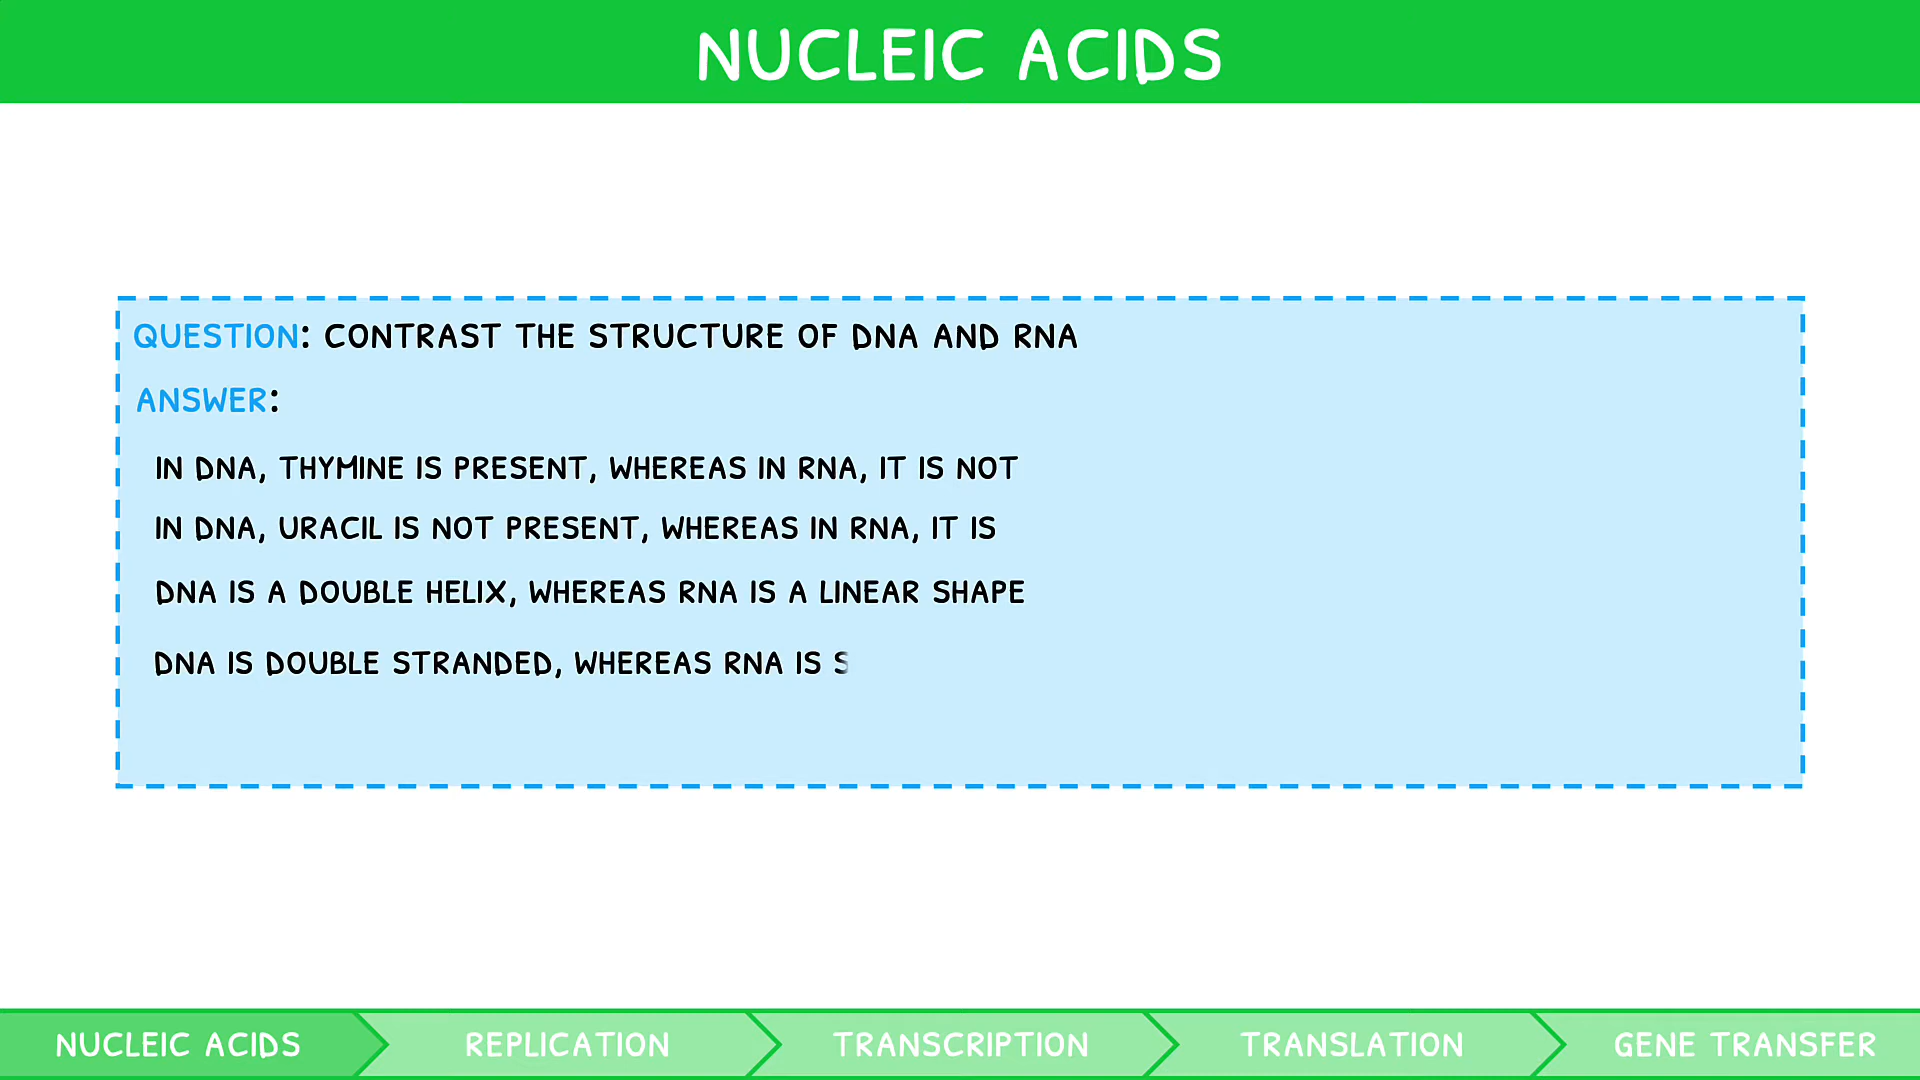 NUCLEIC ACIDS
QUESTION: CONTRAST THE STRUCTURE OF DNA AND RNA
ANSWER:
IN DNA, THYMINE IS PRESENT, WHEREAS IN RNA, IT IS NOT
IN DNA, URACIL IS NOT PRESENT, WHEREAS IN RNA, IT IS
DNA IS A DOUBLE HELIX, WHEREAS RNA IS A LINEAR SHAPE
DNA IS DOUBLE STRANDED, WHEREAS RNA IS S
NUCLEIC ACIDS
REPLICATION
TRANSCRIPTION
TRANSLATION
GENE TRANSFER